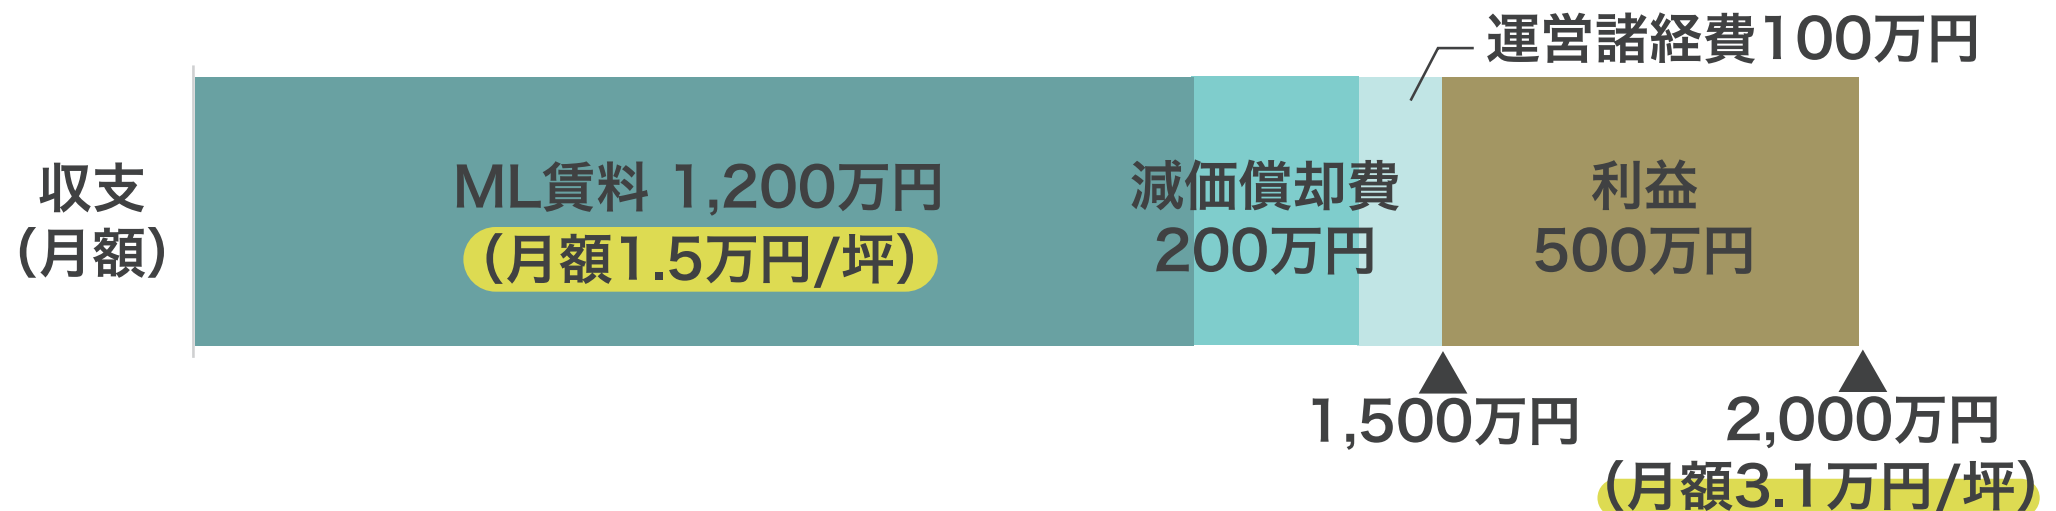 運営諸経費100万円
収支
（月額）
ML賃料 1,200万円
（月額1.5万円/坪）
減価償却費
200万円
利益
500万円
1,500万円
2,000万円
（月額3.1万円/坪）